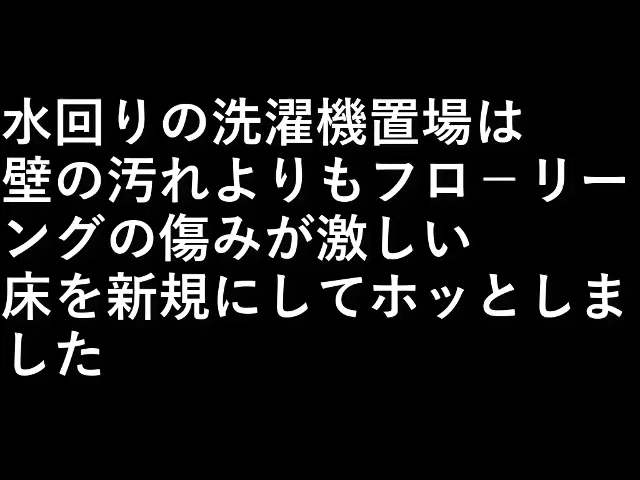 水回りの洗濯機置場は
壁の汚れよりもフロ－リー
ングの傷みが激しい
床を新規にしてホッとしま
した